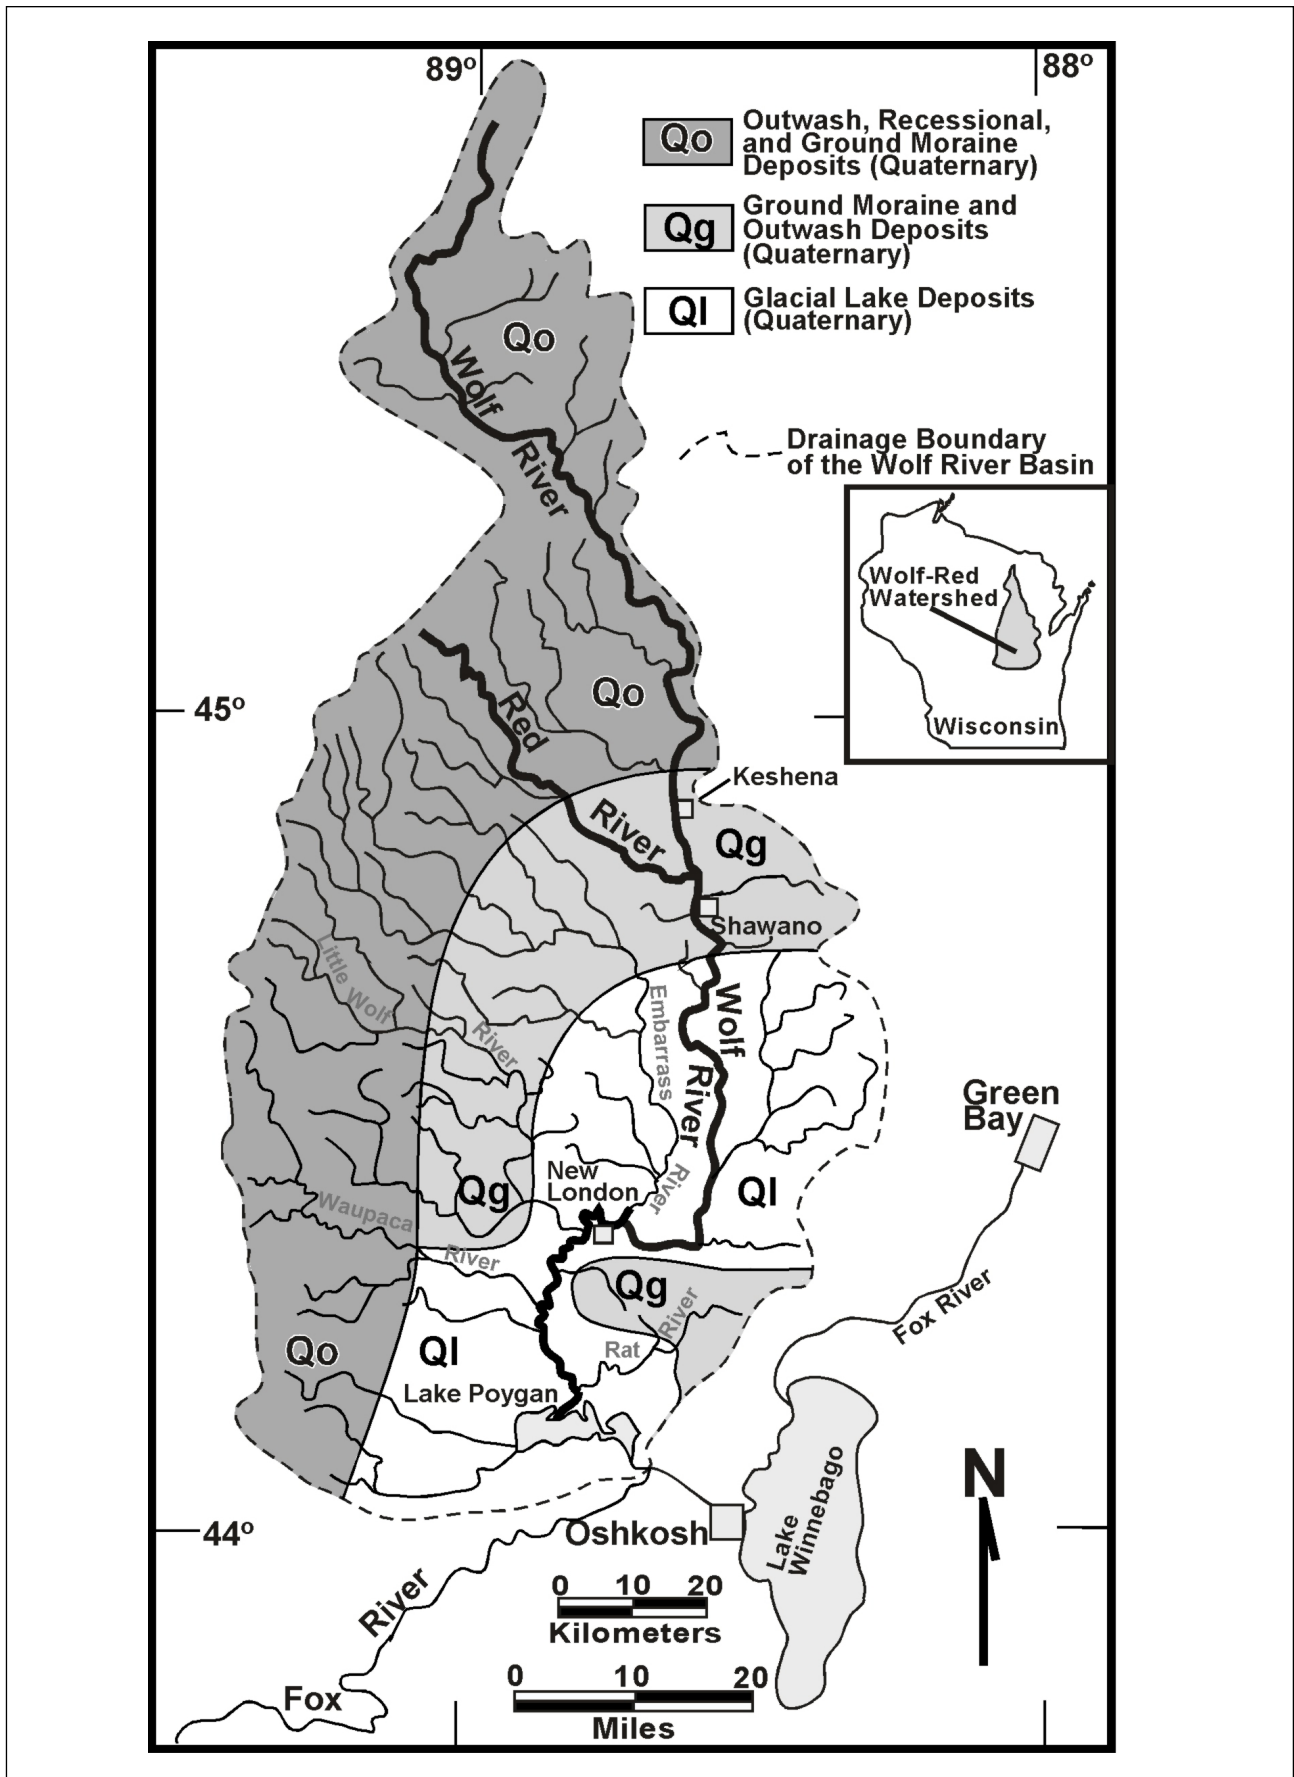 89º
88º
Qo
Outwash, Recessional,
and Ground Moraine
Deposits (Quaternary)
Qg
Ground Moraine and
Outwash Deposits
(Quaternary)
Ql
Glacial Lake Deposits
(Quaternary)
Qo
Wolf
River
Drainage Boundary
of the Wolf River Basin
Wolf-Red
Watershed
Wisconsin
Qo
Red
River
45º
Keshena
Qg
Shawano
Little Wolf
River
Embarrass
River
Wolf
River
Green
Bay
Qg
New
London
Ql
Waupaca
River
Qg
River
Rat
Fox River
Qo
Ql
Lake Poygan
N
44º
Oshkosh
Lake
Winnebago
0 10 20
Kilometers
River
0 10 20
Miles
Fox